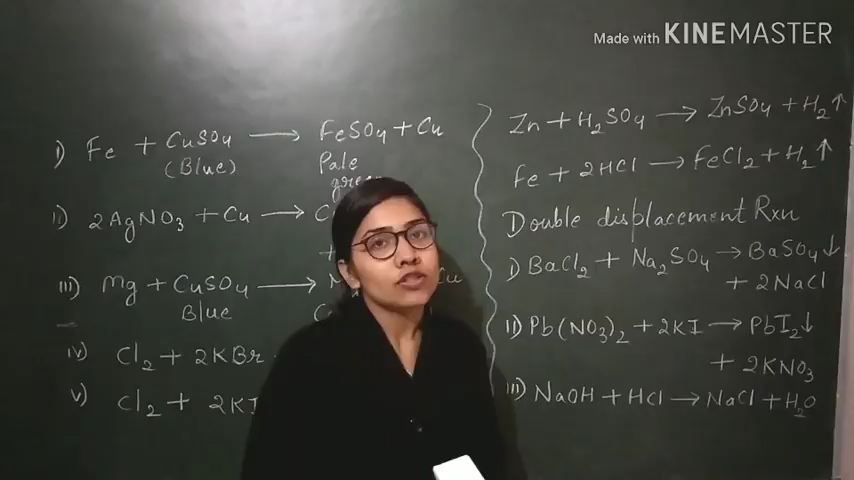 Made with KINEMASTER
i) Fe + CuSO4 → FeSO4 + Cu
(Blue) Pale
green
ii) 2AgNO3 + Cu → C
+
iii) Mg + CuSO4 → M Cu
Blue C
iv) Cl2 + 2KBr
v) Cl2 + 2KI
Zn + H2SO4 → ZnSO4 + H2↑
Fe + 2HCl → FeCl2 + H2↑
Double displacement Rxn
i) BaCl2 + Na2SO4 → BaSO4↓
+ 2NaCl
ii) Pb(NO3)2 + 2KI → PbI2↓
+ 2KNO3
iii) NaOH + HCl → NaCl + H2O